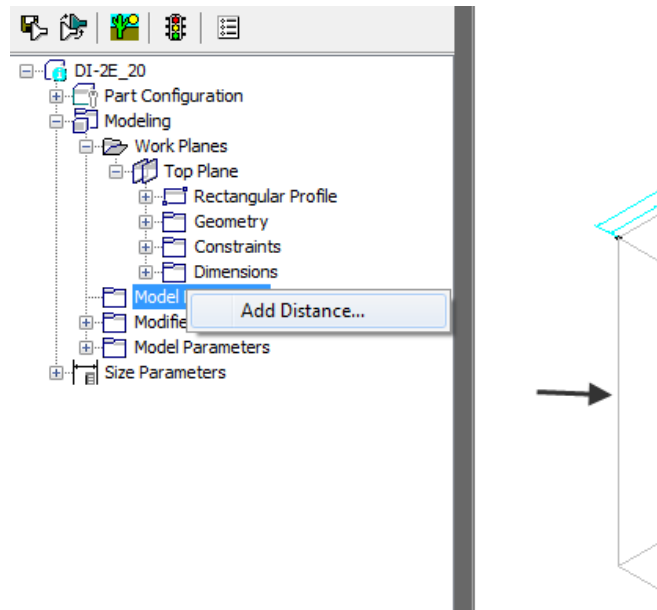 DI-2E_20
Part Configuration
Modeling
Work Planes
Top Plane
Rectangular Profile
Geometry
Constraints
Dimensions
Model
Add Distance...
Modifie
Model Parameters
Size Parameters